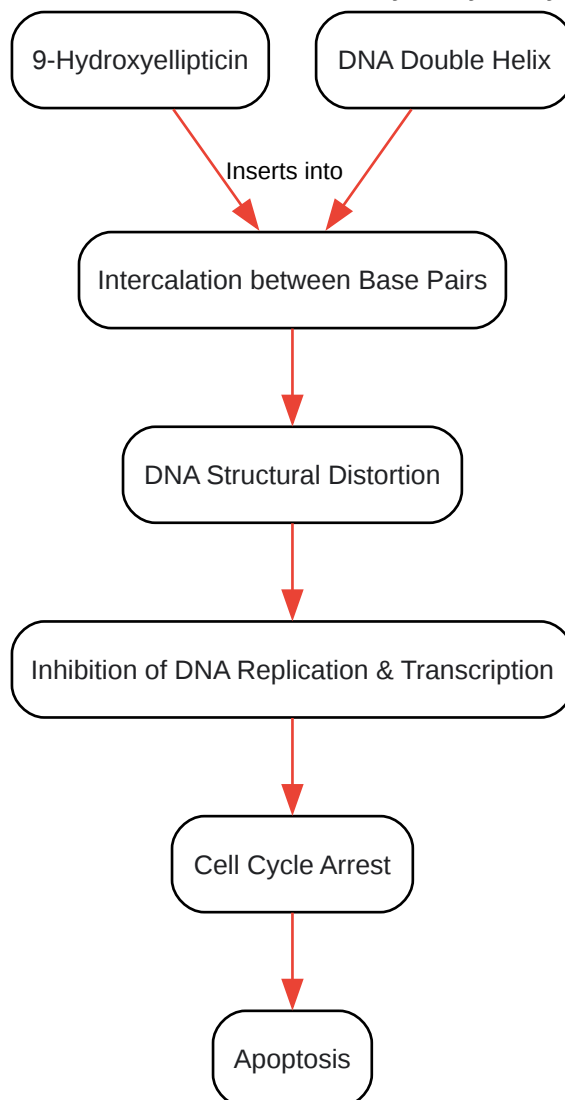 9-Hydroxyellipticin
DNA Double Helix
Inserts into
Intercalation between Base Pairs
DNA Structural Distortion
Inhibition of DNA Replication & Transcription
Cell Cycle Arrest
Apoptosis